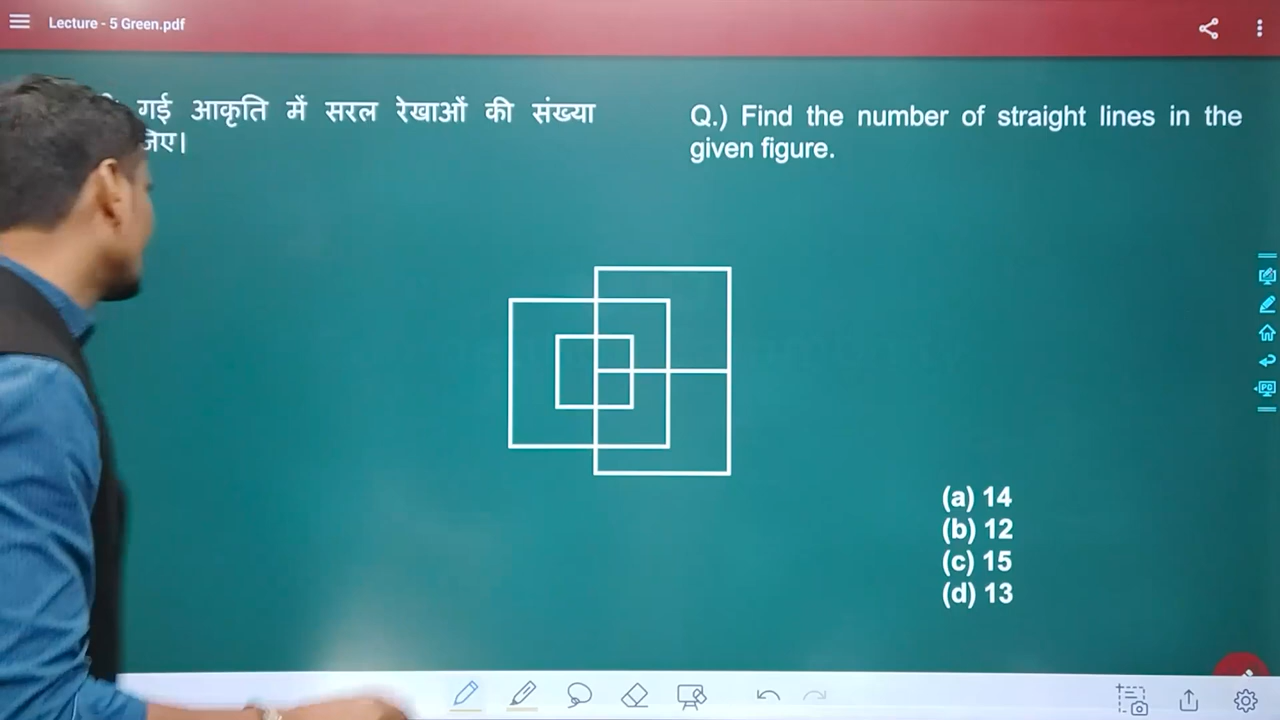 Lecture - 5 Green.pdf
गई आकृति में सरल रेखाओं की संख्या
Q.) Find the number of straight lines in the
given figure.
(a) 14
(b) 12
(c) 15
(d) 13